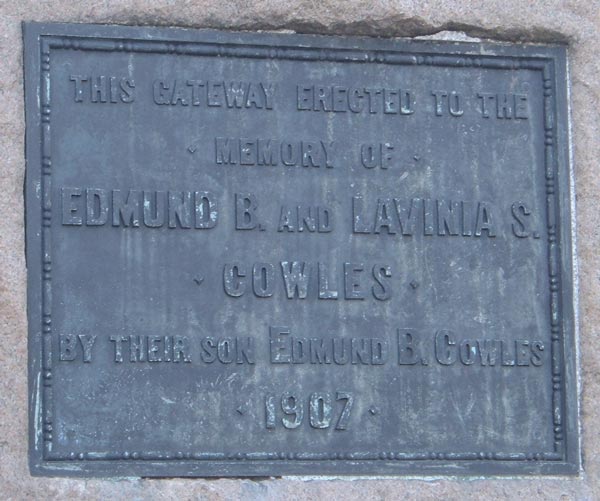 THIS GATEWAY ERECTED TO THE
· MEMORY OF ·
EDMUND B. AND LAVINIA S.
· COWLES ·
BY THEIR SON EDMUND B. COWLES
· 1907 ·